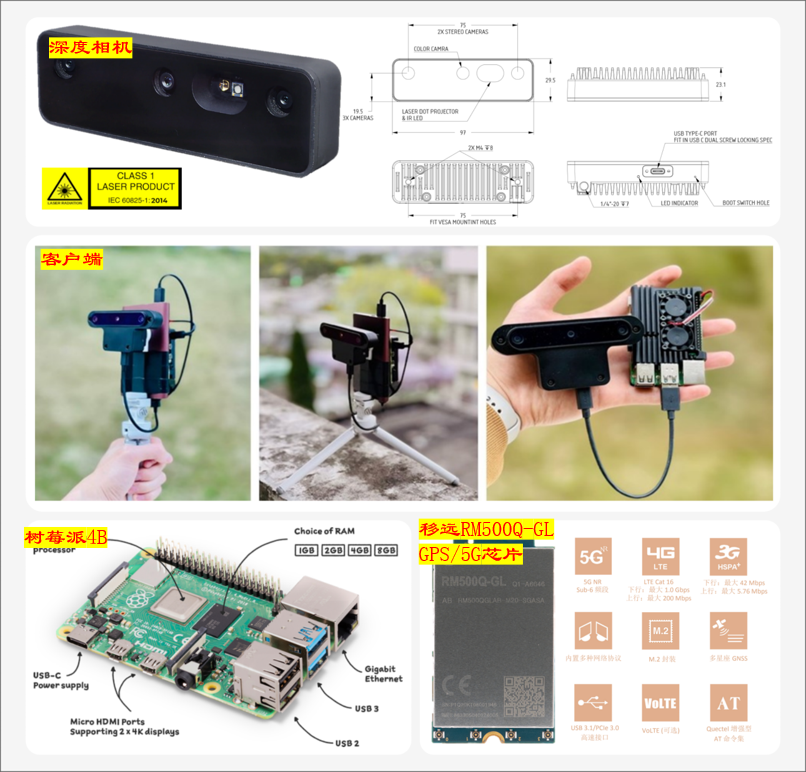 深度相机
CLASS 1
LASER PRODUCT
IEC 60825-1:2014
LASER RADIATION
75
2X STEREO CAMERAS
COLOR CAMRA
19.5
3X CAMERAS
29.5
LASER DOT PROJECTOR
& IR LED
97
23.1
2X M4 ∇8
75
FIT VESA MOUNTINT HOLES
USB TYPE-C PORT
FIT IN USB C DUAL SCREW LOCKING SPEC
1/4"-20 ∇7
LED INDICATOR
BOOT SWITCH HOLE
客户端
树莓派4B
processor
Choice of RAM
1GB 2GB 4GB 8GB
HDMI
USB-C
Power supply
Micro HDMI Ports
Supporting 2 x 4K displays
Gigabit
Ethernet
USB 3
USB 2
移远RM500Q-GL
GPS/5G芯片
RM500Q-GL
CE
5G NR
5G NR
Sub-6 频段
4G
LTE
LTE Cat 16
下行: 最大 1.0 Gbps
上行: 最大 200 Mbps
3G
HSPA+
下行: 最大 42 Mbps
上行: 最大 5.76 Mbps
内置多种网络协议
M.2
M.2 封装
多星座 GNSS
USB 3.1/PCIe 3.0
高速接口
VoLTE
VoLTE (可选)
AT
Quectel 增强型
AT 命令集